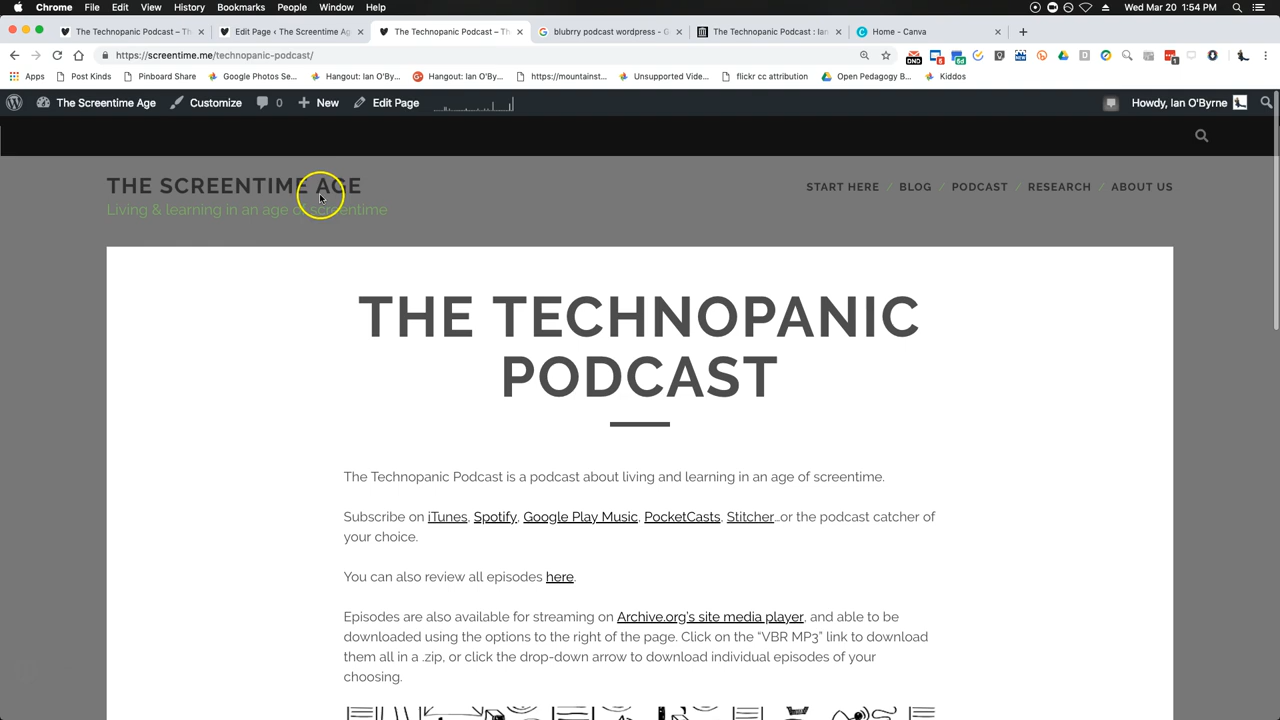 Chrome File Edit View History Bookmarks People Window Help Wed Mar 20 1:54 PM
The Technopanic Podcast – Th Edit Page ‹ The Screentime Ag The Technopanic Podcast – Th blubrry podcast wordpress - G The Technopanic Podcast : Ian Home - Canva
https://screentime.me/technopanic-podcast/
Apps Post Kinds Pinboard Share Google Photos Se... Hangout: Ian O'By... Hangout: Ian O'By... https://mountainst... Unsupported Vide... flickr cc attribution Open Pedagogy B... Kiddos
The Screentime Age Customize 0 New Edit Page Howdy, Ian O'Byrne
THE SCREENTIME AGE
Living & learning in an age of screentime
START HERE / BLOG / PODCAST / RESEARCH / ABOUT US
THE TECHNOPANIC
PODCAST
The Technopanic Podcast is a podcast about living and learning in an age of screentime.
Subscribe on iTunes, Spotify, Google Play Music, PocketCasts, Stitcher…or the podcast catcher of
your choice.
You can also review all episodes here.
Episodes are also available for streaming on Archive.org's site media player, and able to be
downloaded using the options to the right of the page. Click on the “VBR MP3” link to download
them all in a .zip, or click the drop-down arrow to download individual episodes of your
choosing.